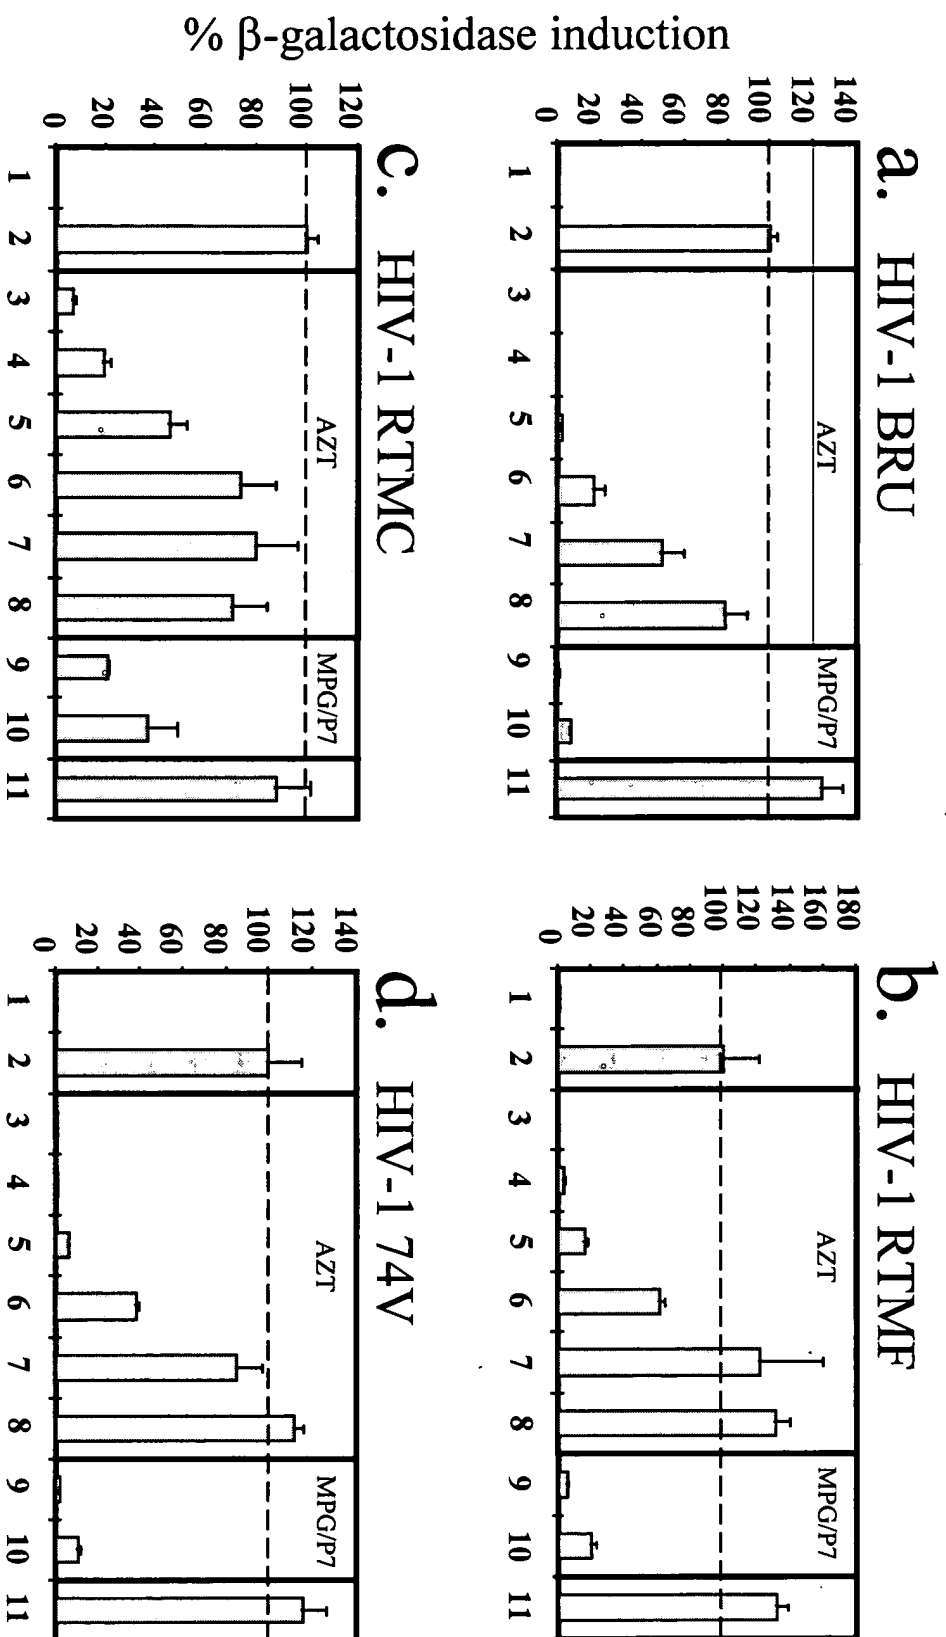 % β-galactosidase induction
a. HIV-1 BRU
140
120
100
80
60
40
20
0
AZT
MPG/P7
1 2 3 4 5 6 7 8 9 10 11
b. HIV-1 RTMF
180
160
140
120
100
80
60
40
20
0
AZT
MPG/P7
1 2 3 4 5 6 7 8 9 10 11
c. HIV-1 RTMC
120
100
80
60
40
20
0
AZT
MPG/P7
1 2 3 4 5 6 7 8 9 10 11
d. HIV-1 74V
140
120
100
80
60
40
20
0
AZT
MPG/P7
1 2 3 4 5 6 7 8 9 10 11